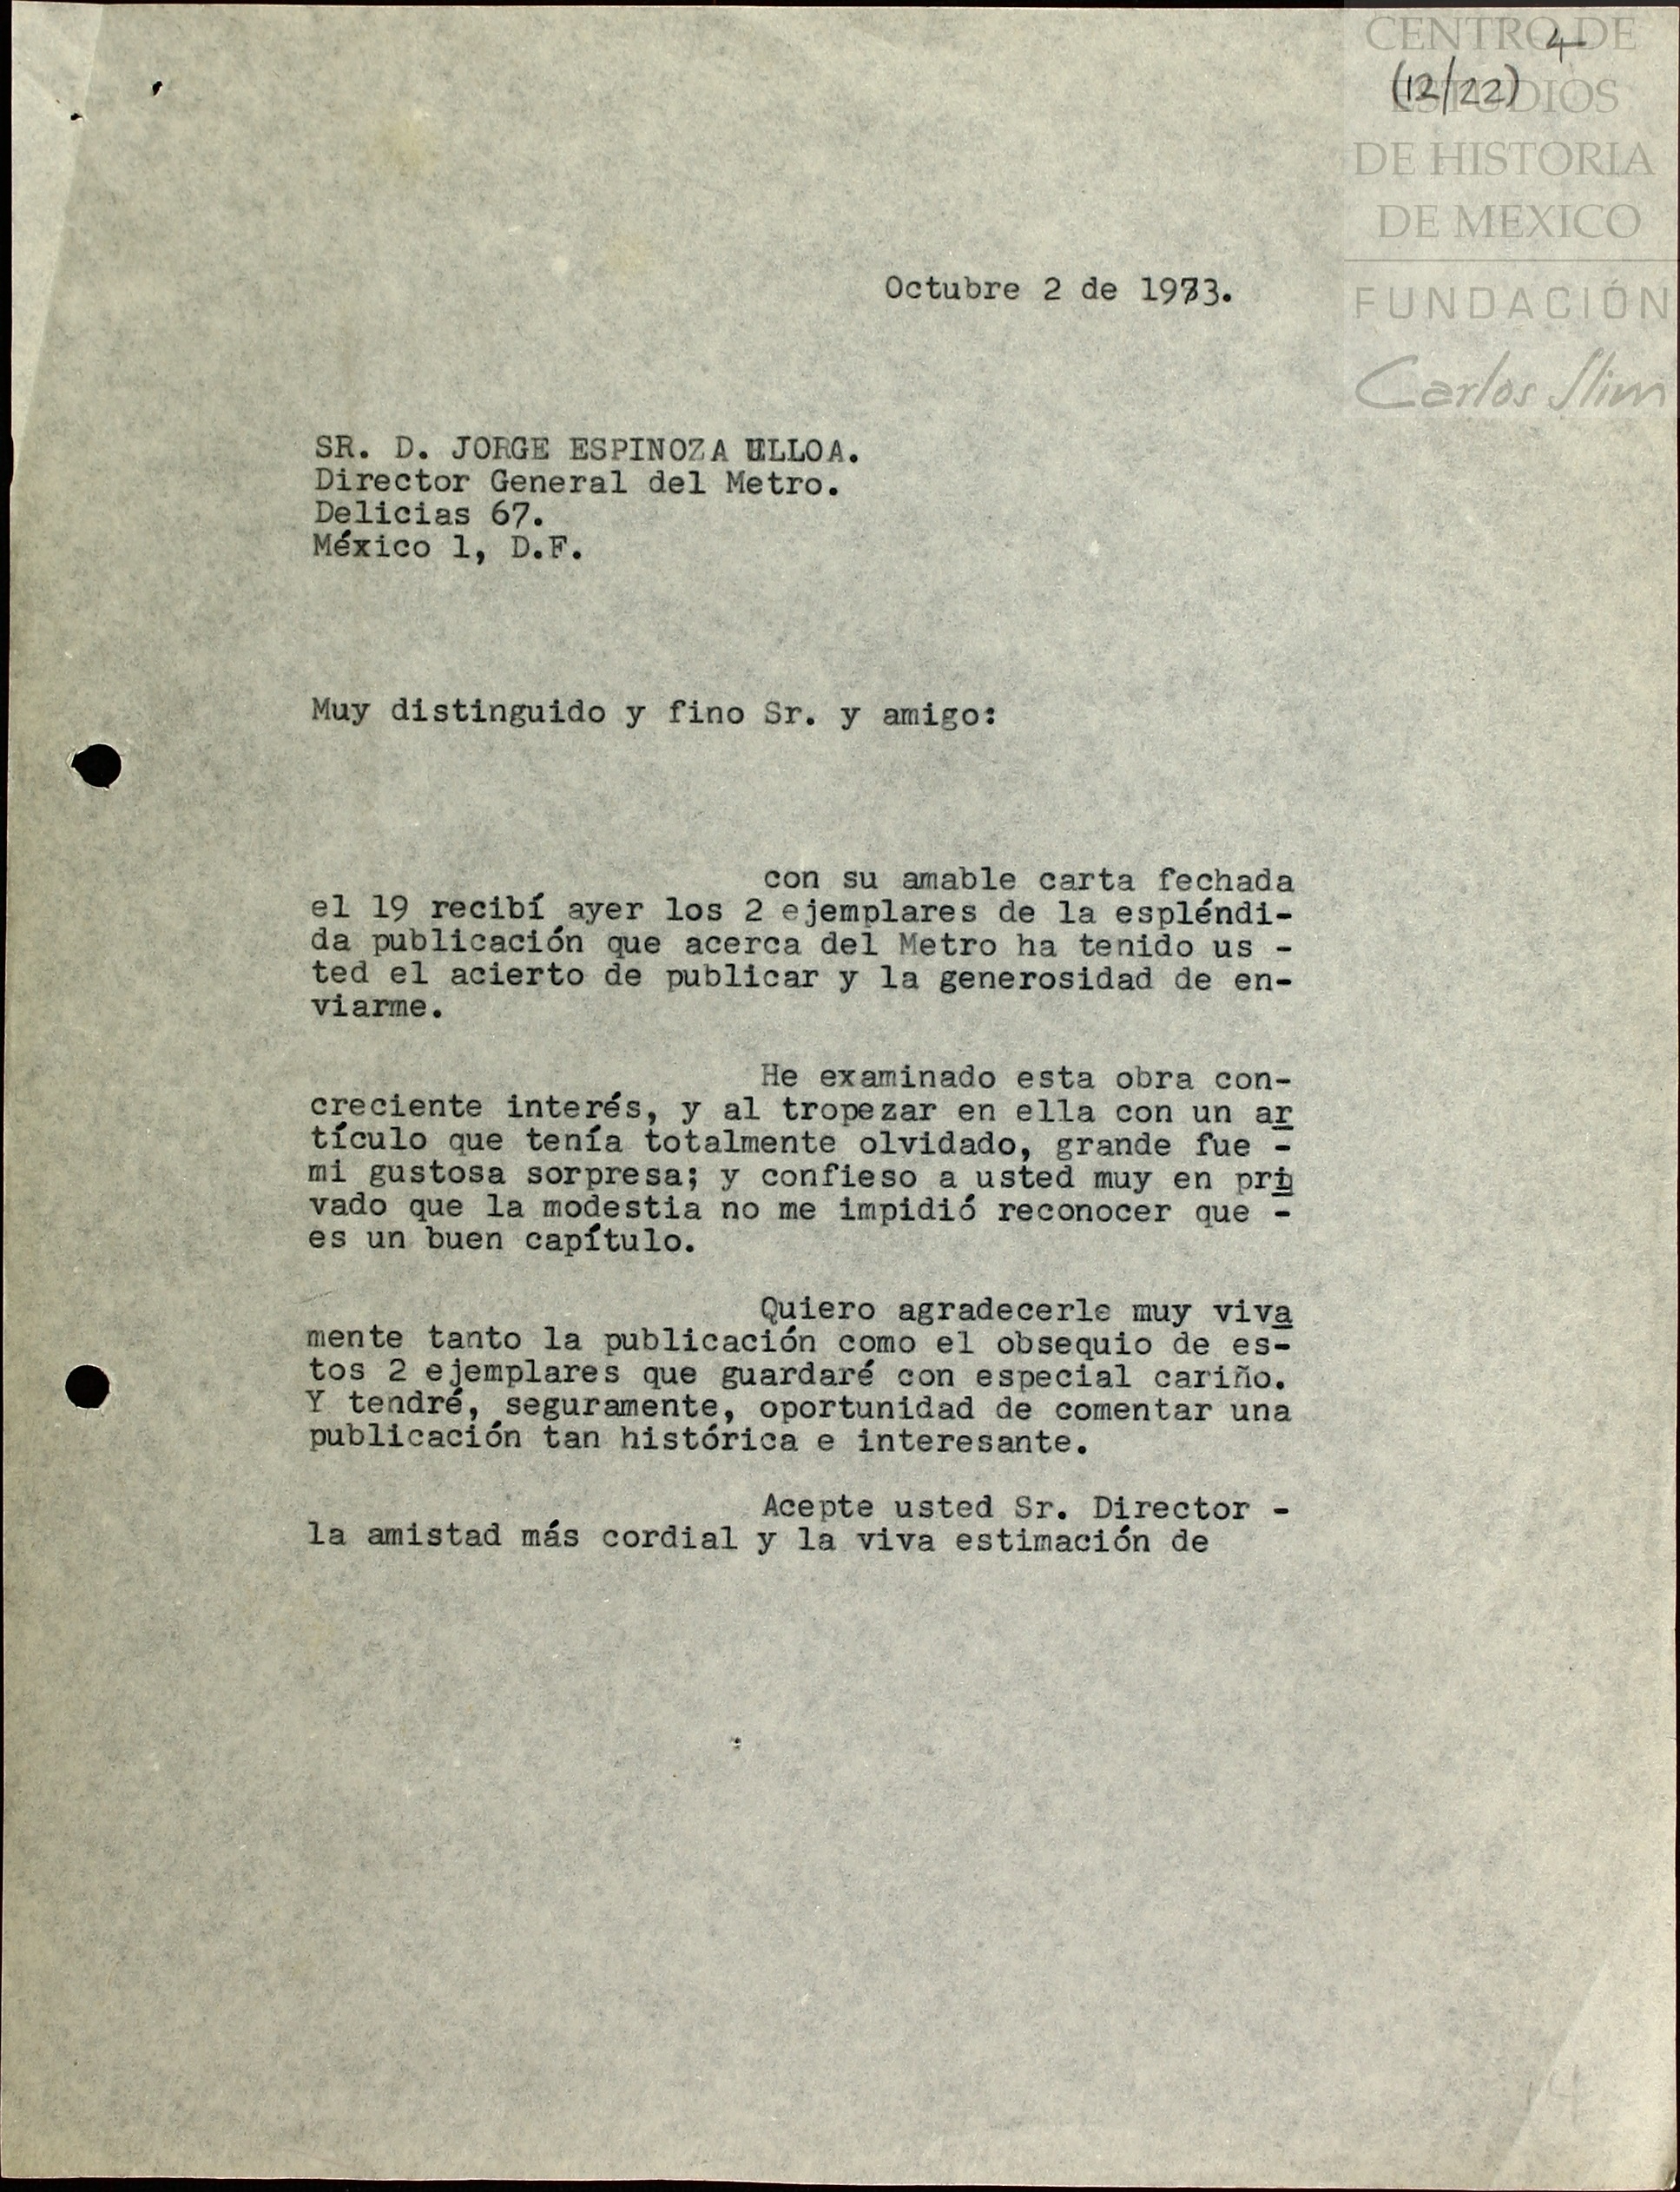 CENTRO DE
ESTUDIOS
DE HISTORIA
DE MEXICO
FUNDACIÓN
Carlos Slim
4
(12/22)
Octubre 2 de 1973.
SR. D. JORGE ESPINOZA ULLOA.
Director General del Metro.
Delicias 67.
México 1, D.F.
Muy distinguido y fino Sr. y amigo:
con su amable carta fechada
el 19 recibí ayer los 2 ejemplares de la espléndi-
da publicación que acerca del Metro ha tenido us -
ted el acierto de publicar y la generosidad de en-
viarme.
He examinado esta obra con-
creciente interés, y al tropezar en ella con un ar
tículo que tenía totalmente olvidado, grande fue -
mi gustosa sorpresa; y confieso a usted muy en pri
vado que la modestia no me impidió reconocer que -
es un buen capítulo.
Quiero agradecerle muy viva
mente tanto la publicación como el obsequio de es-
tos 2 ejemplares que guardaré con especial cariño.
Y tendré, seguramente, oportunidad de comentar una
publicación tan histórica e interesante.
Acepte usted Sr. Director -
la amistad más cordial y la viva estimación de
14